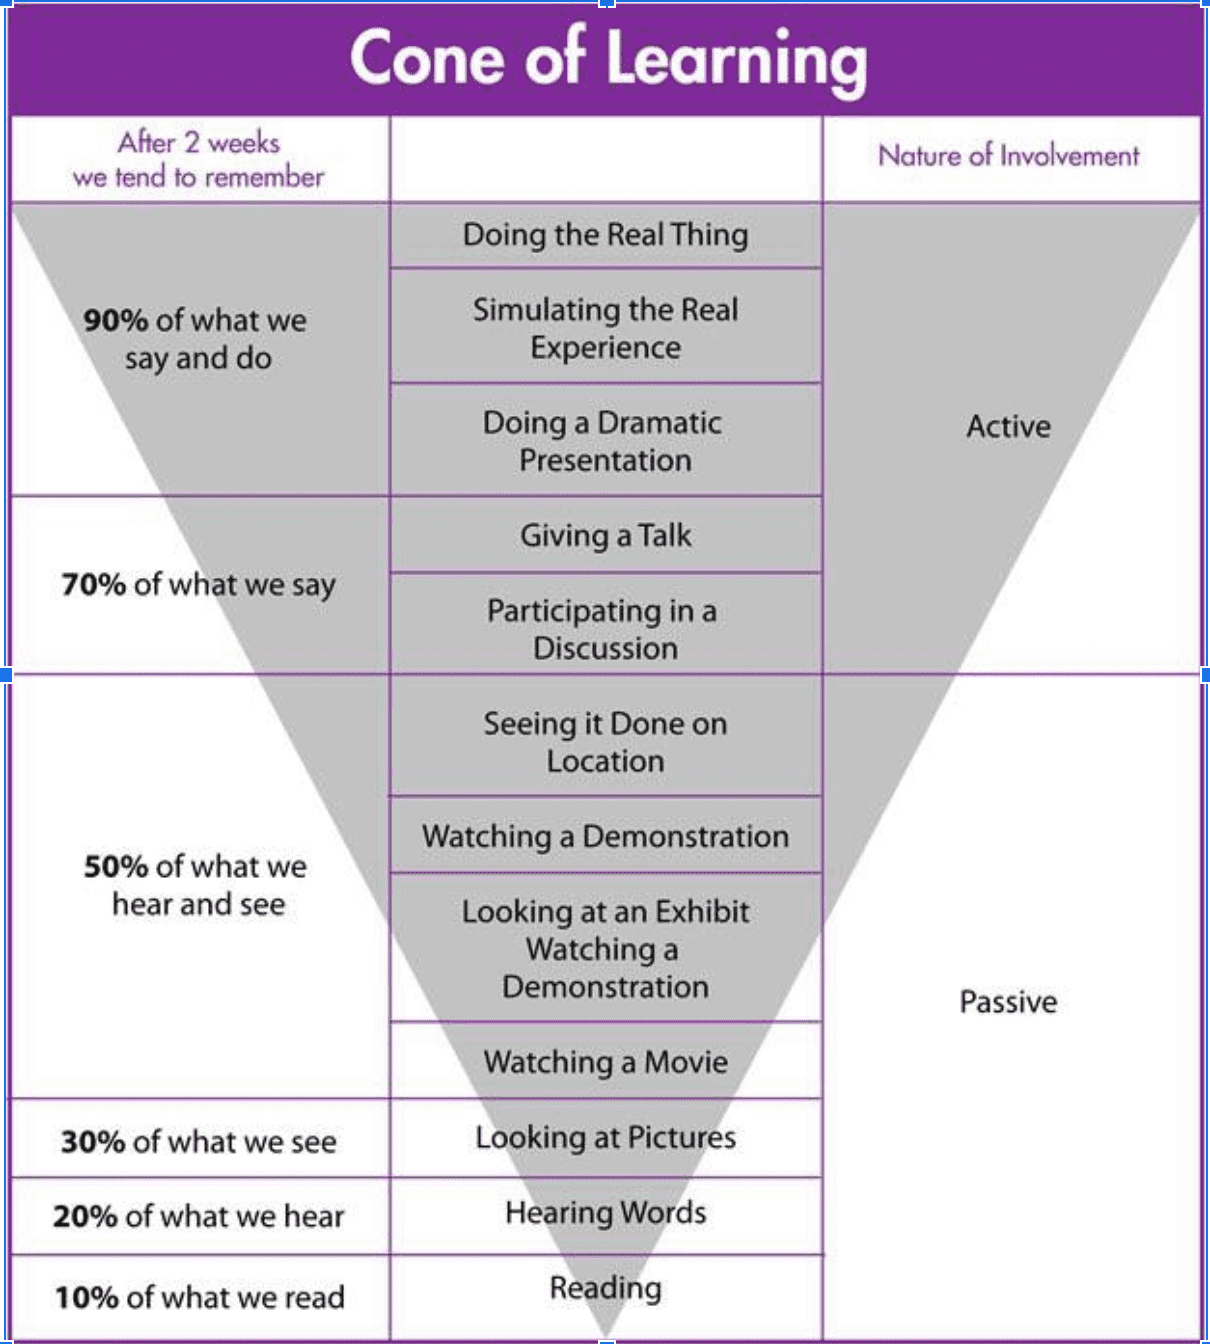 Cone of Learning
After 2 weeks
we tend to remember
Nature of Involvement
90% of what we
say and do
Doing the Real Thing
Simulating the Real
Experience
Doing a Dramatic
Presentation
Active
70% of what we say
Giving a Talk
Participating in a
Discussion
50% of what we
hear and see
Seeing it Done on
Location
Watching a Demonstration
Looking at an Exhibit
Watching a
Demonstration
Watching a Movie
Passive
30% of what we see
Looking at Pictures
20% of what we hear
Hearing Words
10% of what we read
Reading